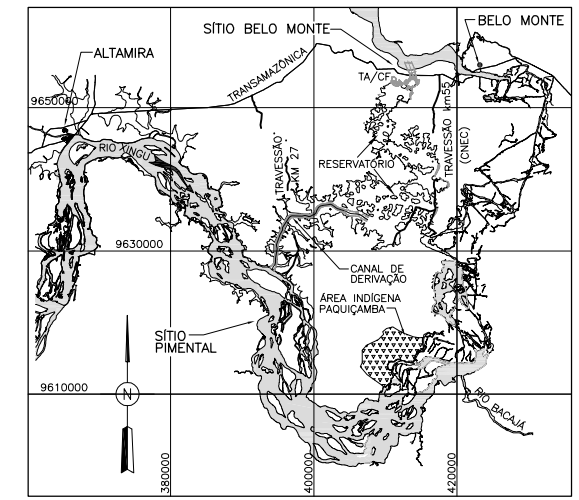 SÍTIO BELO MONTE
BELO MONTE
ALTAMIRA
TRANSAMAZÔNICA
TA/CF
9650000
RIO XINGU
TRAVESSÃO
KM 27
RESERVATÓRIO
TRAVESSÃO km55
(CNEC)
9630000
CANAL DE
DERIVAÇÃO
ÁREA INDÍGENA
PAQUIÇAMBA
SÍTIO
PIMENTAL
9610000
N
RIO BACAJÁ
380000
400000
420000